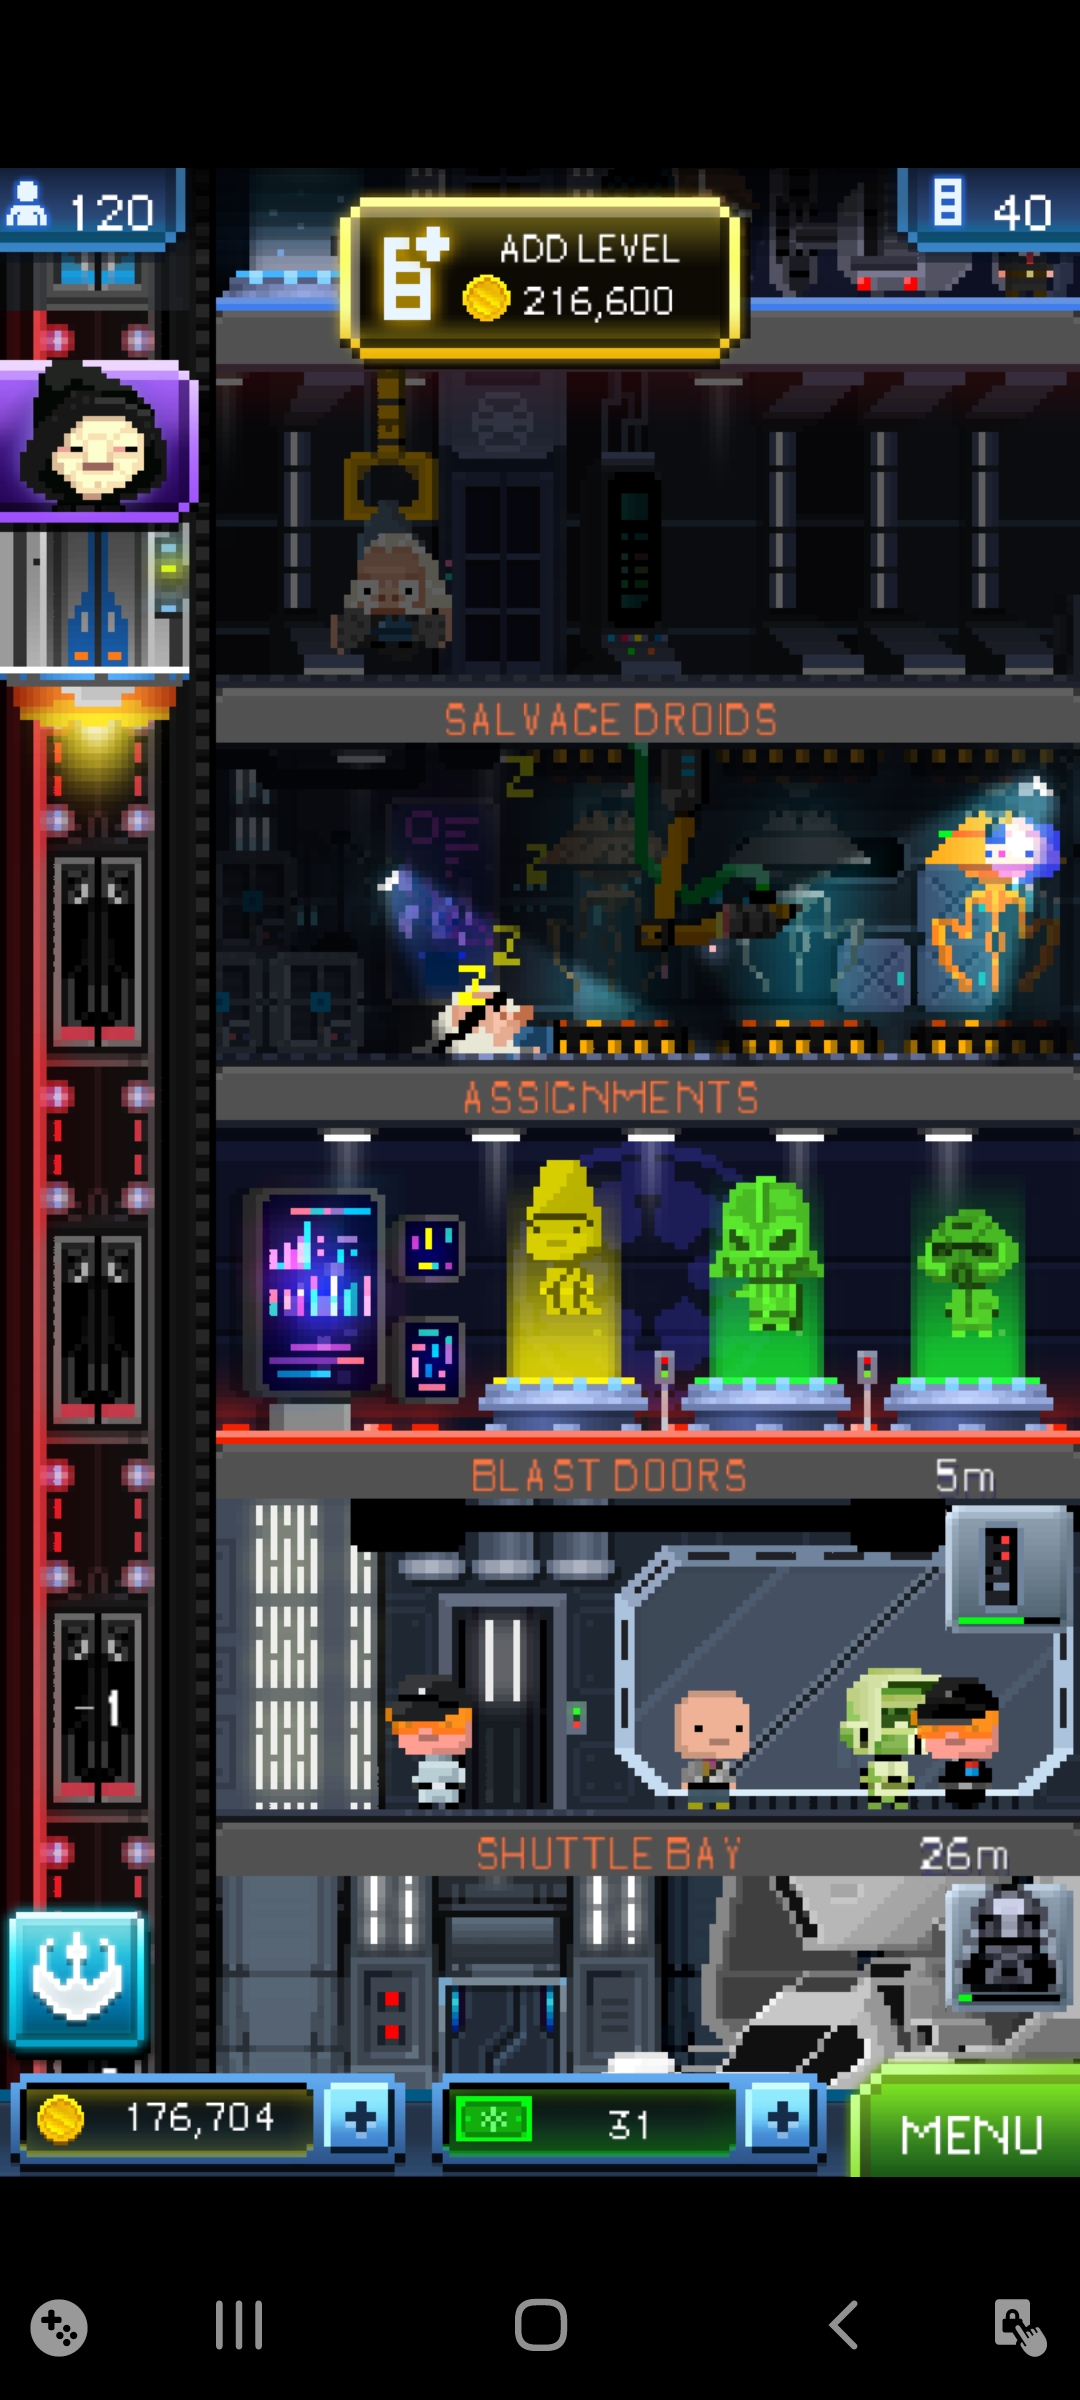 120
40
ADD LEVEL
216,600
SALVAGE DROIDS
Z
Z
Z
Z
ASSIGNMENTS
BLAST DOORS 5m
-1
SHUTTLE BAY 26m
176,704
31
MENU